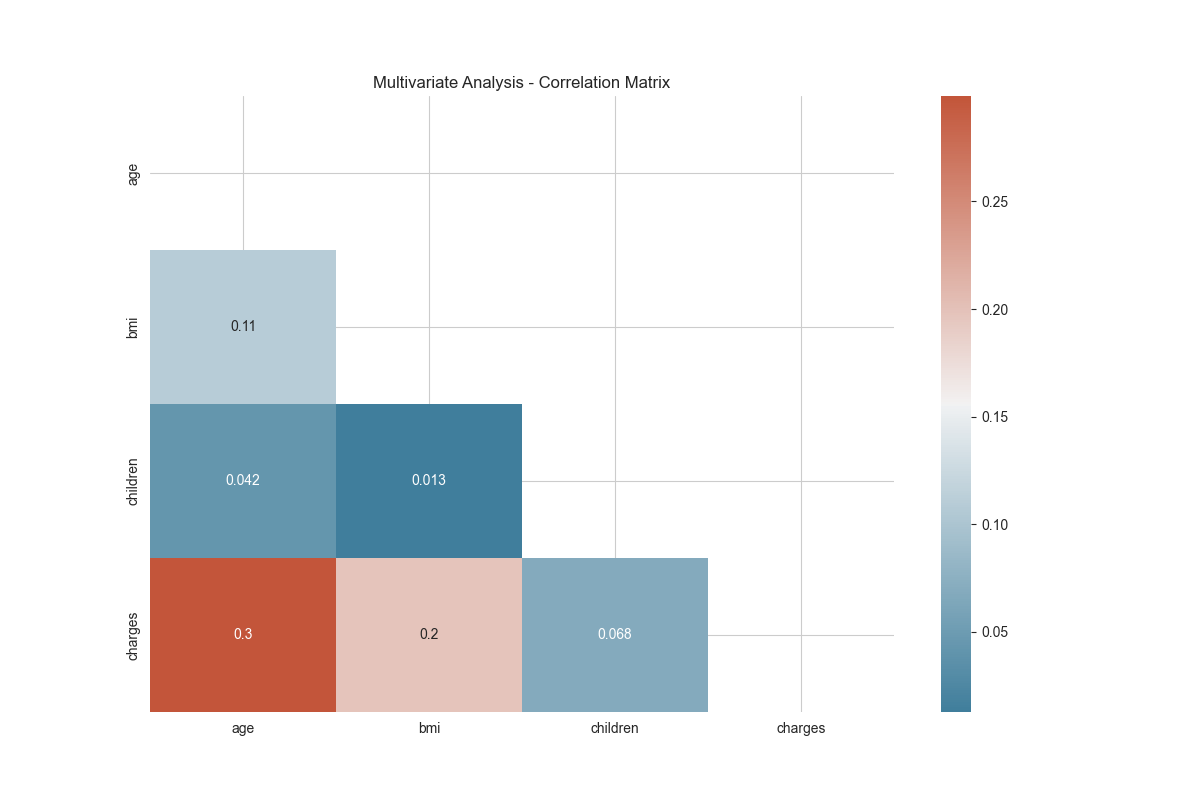 Multivariate Analysis - Correlation Matrix
age
bmi
children
charges
0.11
0.042 0.013
0.3 0.2 0.068
age bmi children charges
0.25
0.20
0.15
0.10
0.05